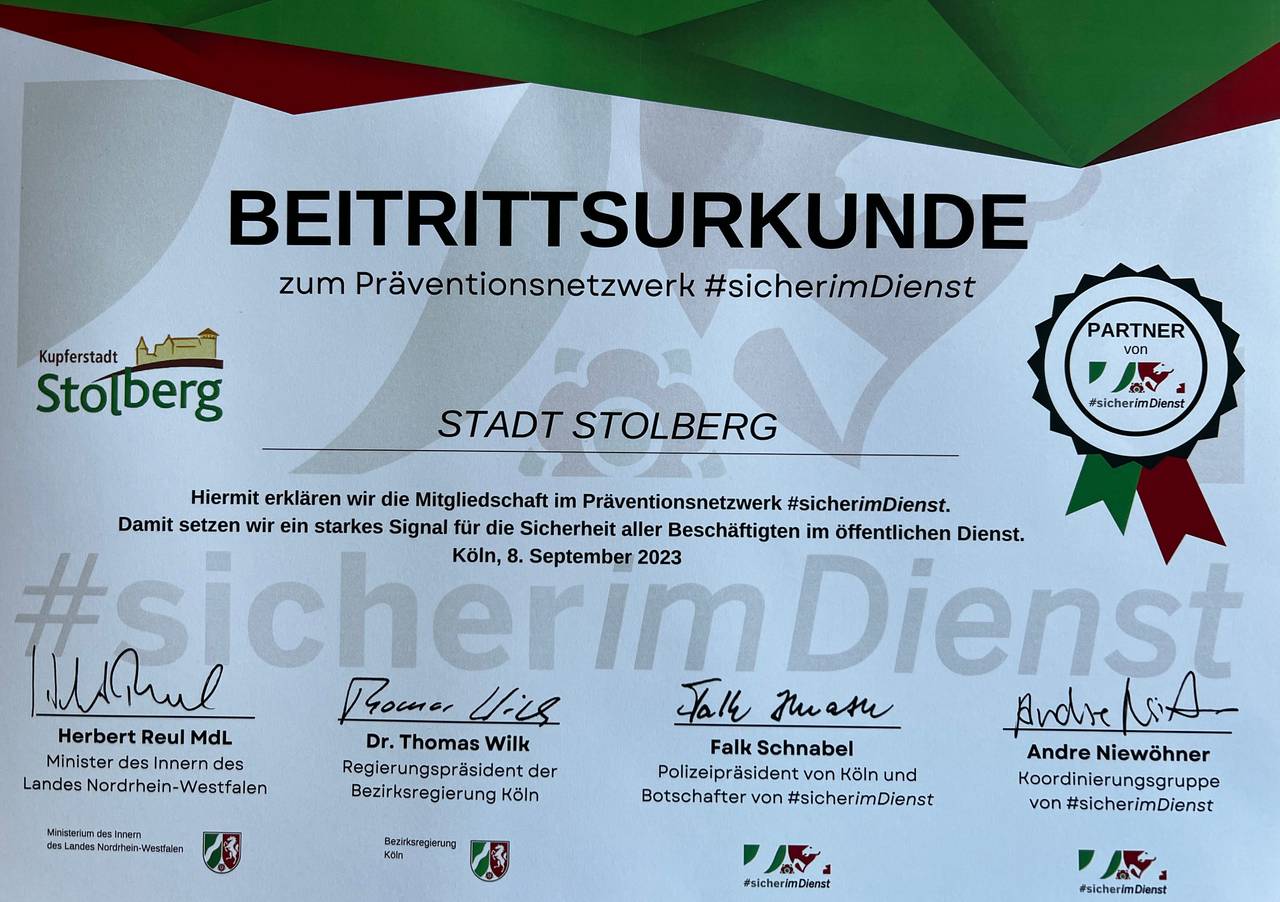 BEITRITTSURKUNDE
zum Präventionsnetzwerk #sicherimDienst
Kupferstadt
Stolberg
PARTNER
von
#sicherimDienst
STADT STOLBERG
Hiermit erklären wir die Mitgliedschaft im Präventionsnetzwerk #sicherimDienst.
Damit setzen wir ein starkes Signal für die Sicherheit aller Beschäftigten im öffentlichen Dienst.
Köln, 8. September 2023
#sicherimDienst
Herbert Reul MdL
Minister des Innern des
Landes Nordrhein-Westfalen
Dr. Thomas Wilk
Regierungspräsident der
Bezirksregierung Köln
Falk Schnabel
Polizeipräsident von Köln und
Botschafter von #sicherimDienst
Andre Niewöhner
Koordinierungsgruppe
von #sicherimDienst
Ministerium des Innern
des Landes Nordrhein-Westfalen
Bezirksregierung
Köln
#sicherimDienst
#sicherimDienst